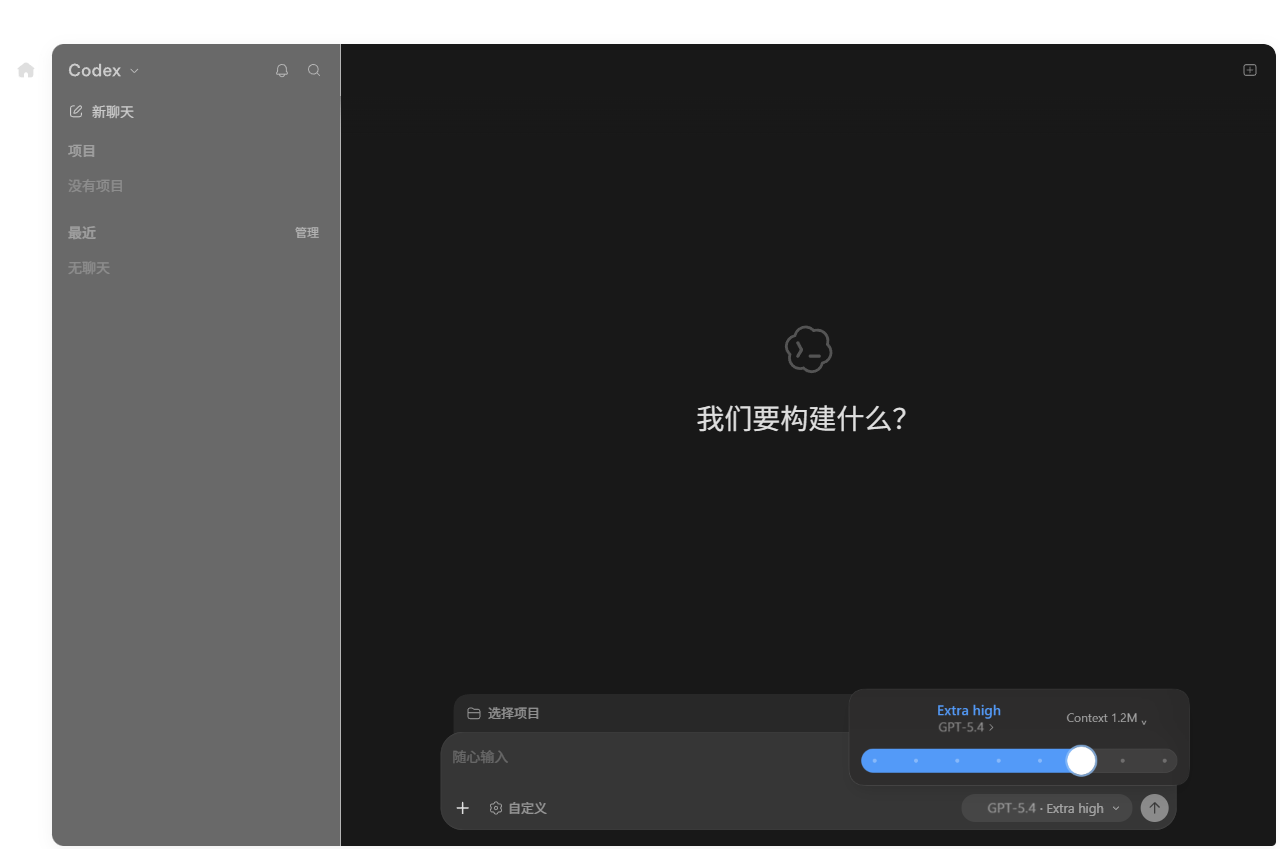 Codex
新聊天
项目
没有项目
最近
管理
无聊天
我们要构建什么？
选择项目
Extra high
GPT-5.4
Context 1.2M
随心输入
自定义
GPT-5.4 · Extra high